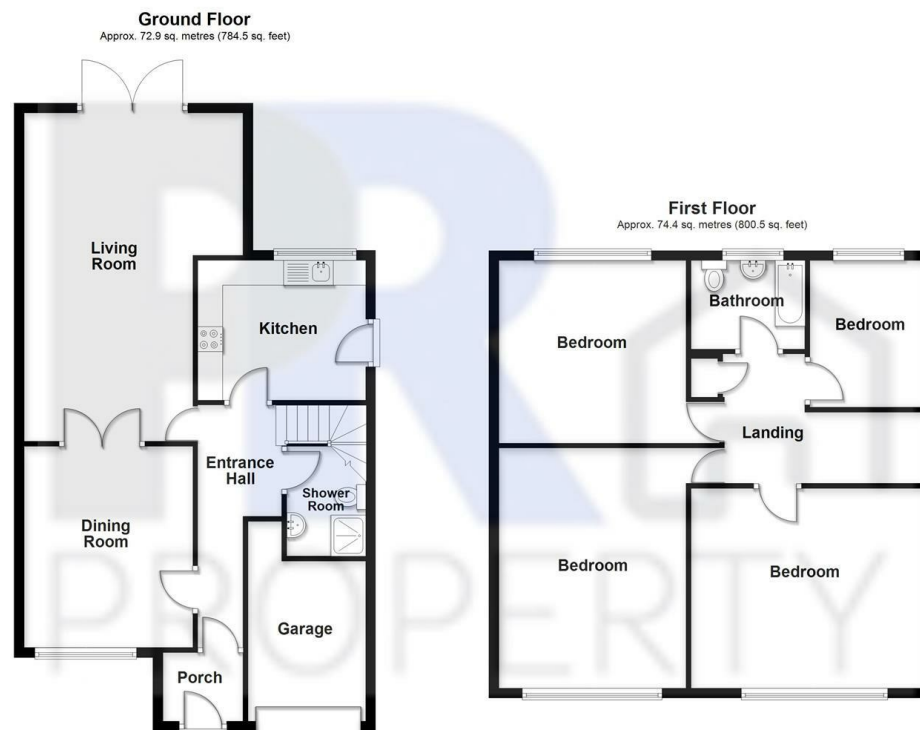 Ground Floor
Approx. 72.9 sq. metres (784.5 sq. feet)
Living
Room
Kitchen
Entrance
Hall
Shower
Room
Dining
Room
Garage
Porch
First Floor
Approx. 74.4 sq. metres (800.5 sq. feet)
Bedroom
Bathroom
Bedroom
Landing
Bedroom
Bedroom
PR
PROPERTY